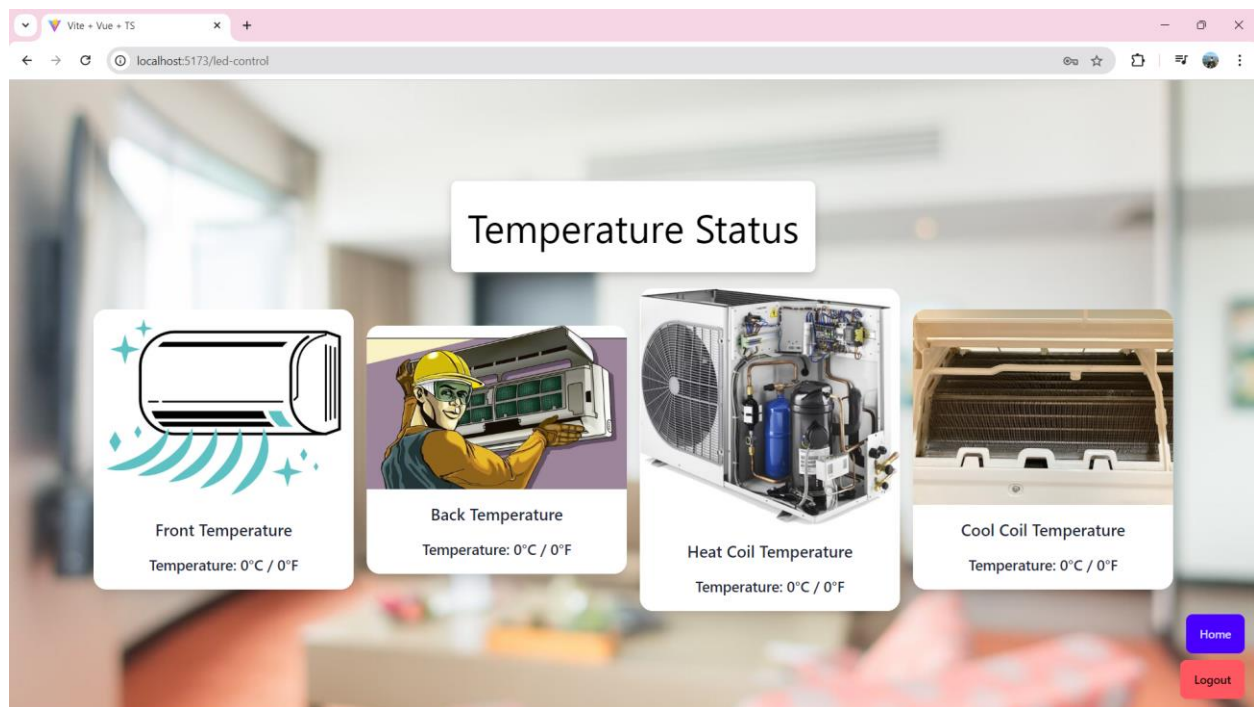 Vite + Vue + TS
localhost:5173/led-control
Temperature Status
Front Temperature
Temperature: 0°C / 0°F
Back Temperature
Temperature: 0°C / 0°F
Heat Coil Temperature
Temperature: 0°C / 0°F
Cool Coil Temperature
Temperature: 0°C / 0°F
Home
Logout